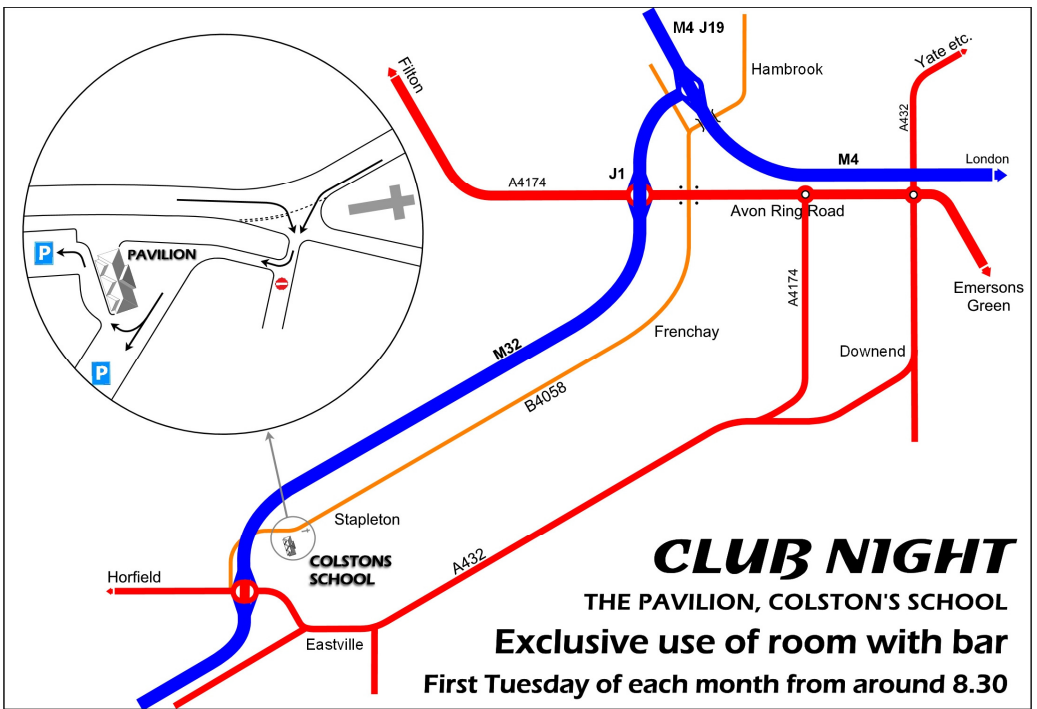 M4 J19
Hambrook
Yate etc.
Filton
A432
J1
M4
London
A4174
Avon Ring Road
P
PAVILION
A4174
Emersons
Green
Frenchay
Downend
M32
P
B4058
Stapleton
COLSTONS
SCHOOL
A432
Horfield
Eastville
CLUB NIGHT
THE PAVILION, COLSTON'S SCHOOL
Exclusive use of room with bar
First Tuesday of each month from around 8.30